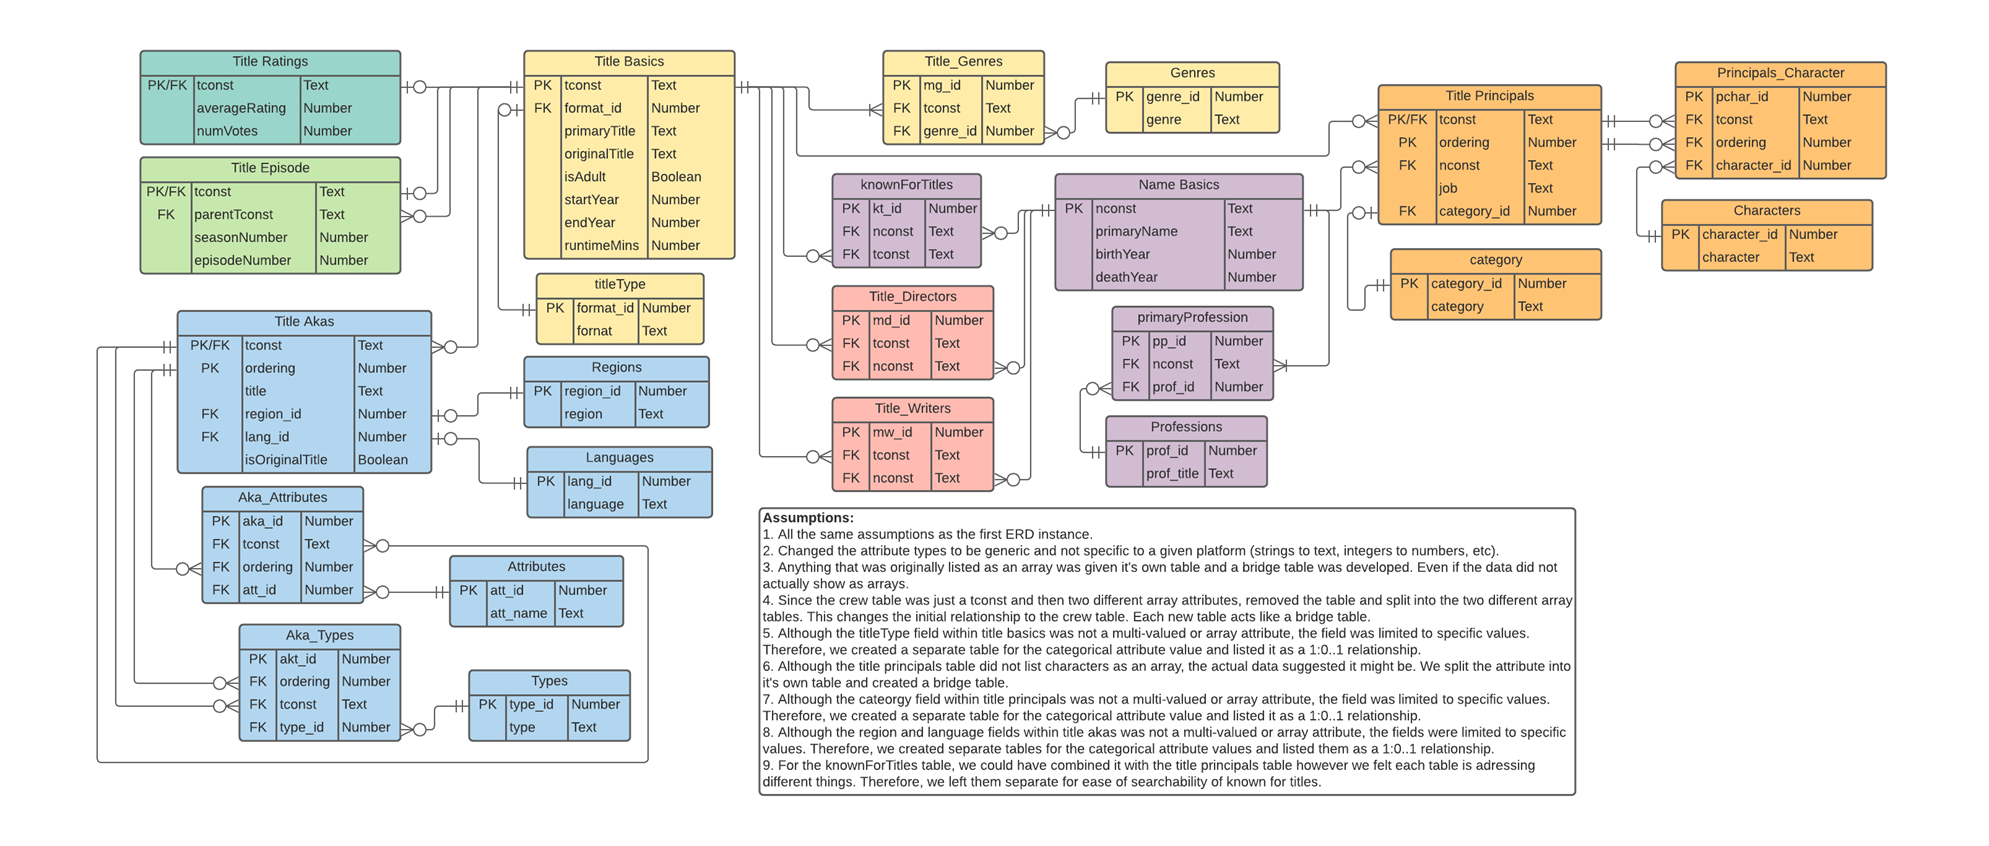 Title Ratings
PK/FK tconst Text
averageRating Number
numVotes Number
Title Episode
PK/FK tconst Text
FK parentTconst Text
seasonNumber Number
episodeNumber Number
Title Basics
PK tconst Text
FK format_id Number
primaryTitle Text
originalTitle Text
isAdult Boolean
startYear Number
endYear Number
runtimeMins Number
titleType
PK format_id Number
fornat Text
Title Akas
PK/FK tconst Text
PK ordering Number
title Text
FK region_id Number
FK lang_id Number
isOriginalTitle Boolean
Regions
PK region_id Number
region Text
Languages
PK lang_id Number
language Text
Aka_Attributes
PK aka_id Number
FK tconst Text
FK ordering Number
FK att_id Number
Attributes
PK att_id Number
att_name Text
Aka_Types
PK akt_id Number
FK ordering Number
FK tconst Text
FK type_id Number
Types
PK type_id Number
type Text
Title_Genres
PK mg_id Number
FK tconst Text
FK genre_id Number
Genres
PK genre_id Number
genre Text
knownForTitles
PK kt_id Number
FK nconst Text
FK tconst Text
Name Basics
PK nconst Text
primaryName Text
birthYear Number
deathYear Number
Title_Directors
PK md_id Number
FK tconst Text
FK nconst Text
Title_Writers
PK mw_id Number
FK tconst Text
FK nconst Text
primaryProfession
PK pp_id Number
FK nconst Text
FK prof_id Number
Professions
PK prof_id Number
prof_title Text
Title Principals
PK/FK tconst Text
PK ordering Number
FK nconst Text
job Text
FK category_id Number
category
PK category_id Number
category Text
Principals_Character
PK pchar_id Number
FK tconst Text
FK ordering Number
FK character_id Number
Characters
PK character_id Number
character Text
Assumptions:
1. All the same assumptions as the first ERD instance.
2. Changed the attribute types to be generic and not specific to a given platform (strings to text, integers to numbers, etc).
3. Anything that was originally listed as an array was given it's own table and a bridge table was developed. Even if the data did not
actually show as arrays.
4. Since the crew table was just a tconst and then two different array attributes, removed the table and split into the two different array
tables. This changes the initial relationship to the crew table. Each new table acts like a bridge table.
5. Although the titleType field within title basics was not a multi-valued or array attribute, the field was limited to specific values.
Therefore, we created a separate table for the categorical attribute value and listed it as a 1:0..1 relationship.
6. Although the title principals table did not list characters as an array, the actual data suggested it might be. We split the attribute into
it's own table and created a bridge table.
7. Although the cateorgy field within title principals was not a multi-valued or array attribute, the field was limited to specific values.
Therefore, we created a separate table for the categorical attribute value and listed it as a 1:0..1 relationship.
8. Although the region and language fields within title akas was not a multi-valued or array attribute, the fields were limited to specific
values. Therefore, we created separate tables for the categorical attribute values and listed them as a 1:0..1 relationship.
9. For the knownForTitles table, we could have combined it with the title principals table however we felt each table is adressing
different things. Therefore, we left them separate for ease of searchability of known for titles.